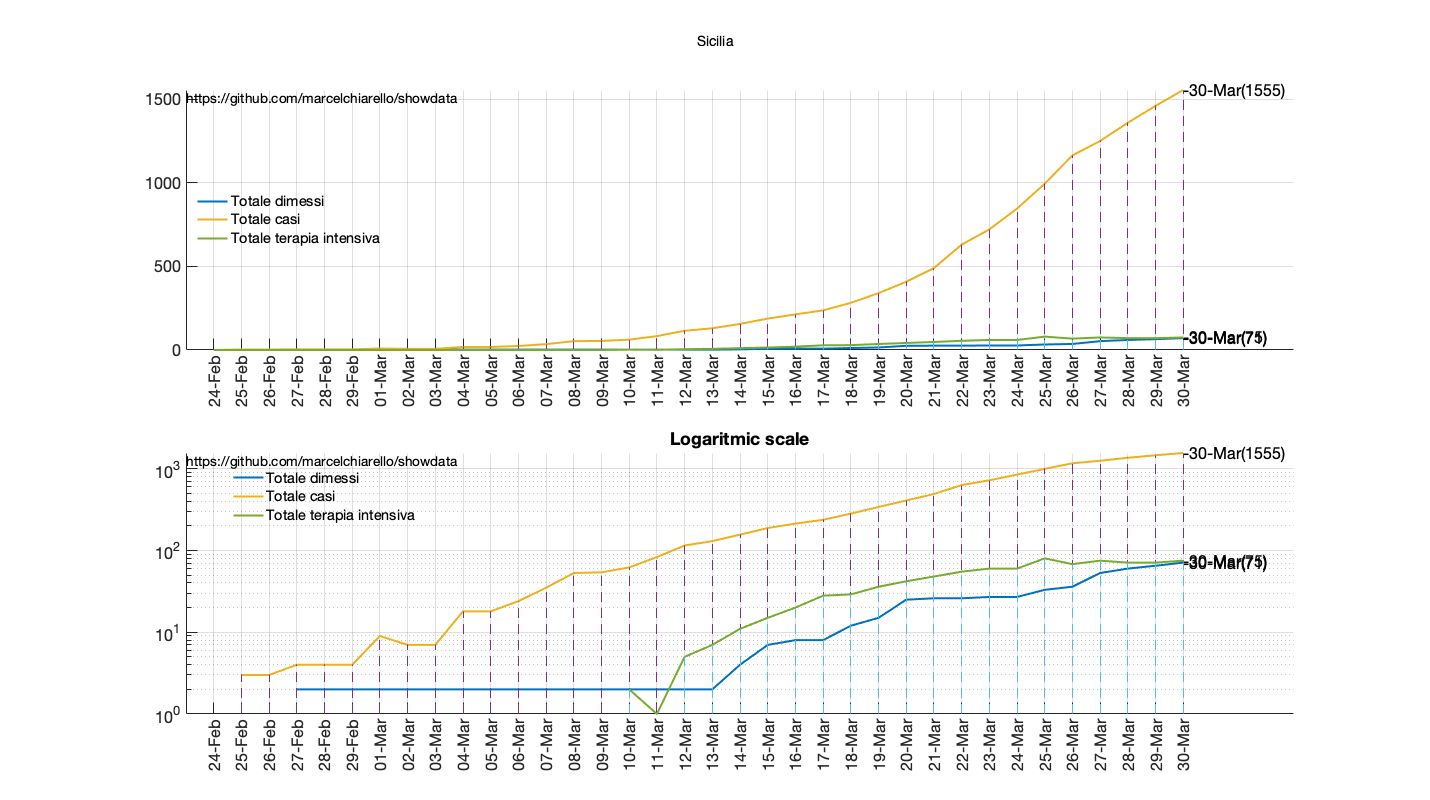 Sicilia
https://github.com/marcelchiarello/showdata
1500
1000
500
0
Totale dimessi
Totale casi
Totale terapia intensiva
-30-Mar(1555)
-30-Mar(75)
24-Feb
25-Feb
26-Feb
27-Feb
28-Feb
29-Feb
01-Mar
02-Mar
03-Mar
04-Mar
05-Mar
06-Mar
07-Mar
08-Mar
09-Mar
10-Mar
11-Mar
12-Mar
13-Mar
14-Mar
15-Mar
16-Mar
17-Mar
18-Mar
19-Mar
20-Mar
21-Mar
22-Mar
23-Mar
24-Mar
25-Mar
26-Mar
27-Mar
28-Mar
29-Mar
30-Mar
Logaritmic scale
https://github.com/marcelchiarello/showdata
10^3
10^2
10^1
10^0
Totale dimessi
Totale casi
Totale terapia intensiva
-30-Mar(1555)
-30-Mar(75)
24-Feb
25-Feb
26-Feb
27-Feb
28-Feb
29-Feb
01-Mar
02-Mar
03-Mar
04-Mar
05-Mar
06-Mar
07-Mar
08-Mar
09-Mar
10-Mar
11-Mar
12-Mar
13-Mar
14-Mar
15-Mar
16-Mar
17-Mar
18-Mar
19-Mar
20-Mar
21-Mar
22-Mar
23-Mar
24-Mar
25-Mar
26-Mar
27-Mar
28-Mar
29-Mar
30-Mar